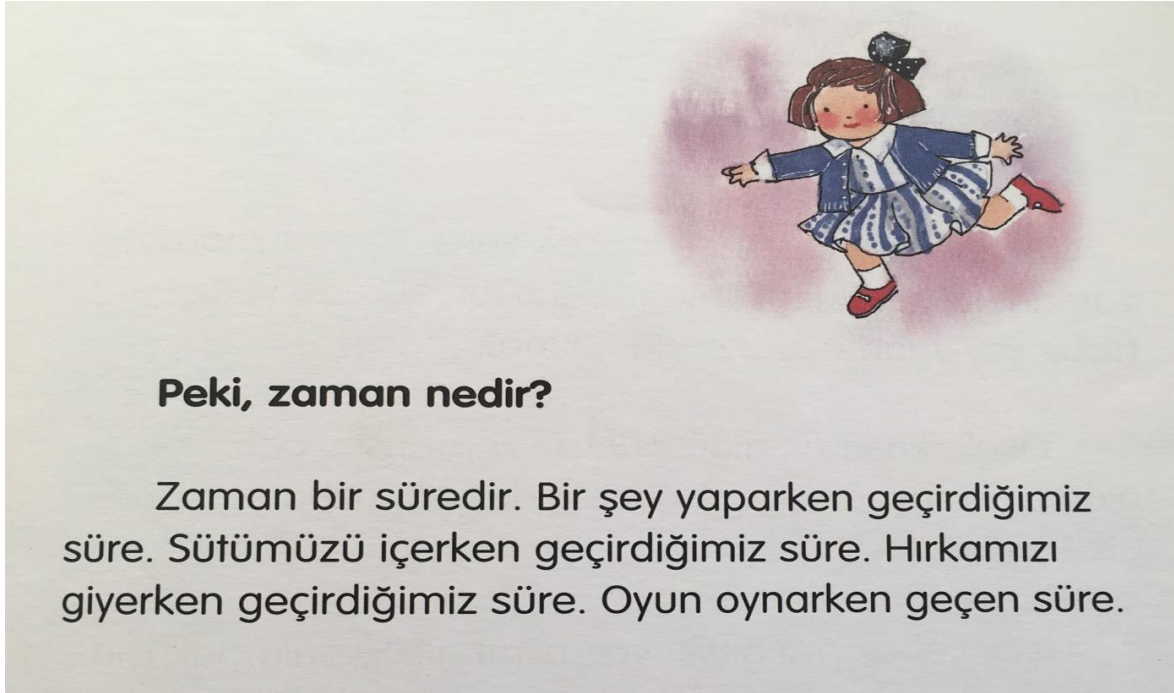 Peki, zaman nedir?
Zaman bir süredir. Bir şey yaparken geçirdiğimiz
süre. Sütümüzü içerken geçirdiğimiz süre. Hırkamızı
giyerken geçirdiğimiz süre. Oyun oynarken geçen süre.